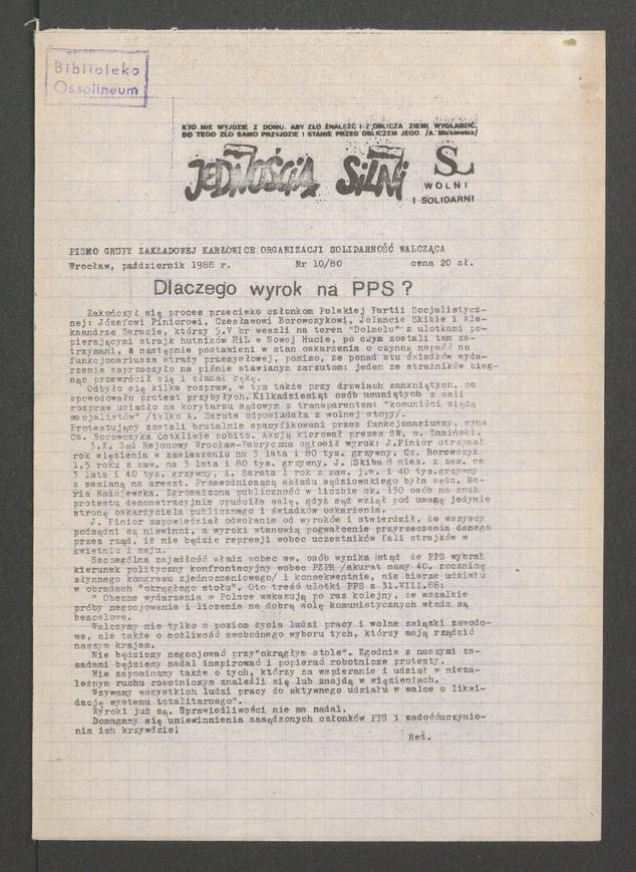 Biblioteka
Ossolineum
KTO NIE WYJDZIE Z DOMU, ABY ZŁO ZNALEŹĆ I Z OBLICZA ZIEMI WYGŁADZIĆ,
DO TEGO ZŁO SAMO PRZYJDZIE I STANIE PRZED OBLICZEM JEGO /A. Mickiewicz/
JEDNOŚCIĄ SILNI
WOLNI
I SOLIDARNI
PISMO GRUPY ZAKŁADOWEJ KARŁOWICE ORGANIZACJI SOLIDARNOŚĆ WALCZĄCA
Wrocław, październik 1988 r. Nr 10/80 cena 20 zł.
Dlaczego wyrok na PPS ?
Zakończył się proces przeciwko członkom Polskiej Partii Socjalistycz-
nej: Józefowi Piniorowi, Czesławowi Borowczykowi, Jolancie Skibie i Ale-
ksandrze Saracie, którzy 5.V br weszli na teren "Dolmelu" z ulotkami po-
pierającymi strajk hutników HiL w Nowej Hucie, po czym zostali tam za-
trzymani, a następnie postawieni w stan oskarżenia o czynną napaść na
funkcjonariusza straży przemysłowej, pomimo, że ponad stu świadków wyda-
rzenia zaprzeczyło na piśnie stawianym zarzutom: jeden ze strażników bieg-
nąc przewrócił się i złamał rękę.
Odbyło się kilka rozpraw, w tym także przy drzwiach zamkniętych, co
spowodowało protest przybyłych. Kilkadziesiąt osób usuniętych z sali
rozpraw usiadło na korytarzu sądowym z transparentem: "komuniści więżą
socjalistów" /tylko A. Sarata odpowiadała z wolnej stopy/.
Protestujący zostali brutalnie spacyfikowani przez funkcjonariuszy,
Cz. Borowczyka dotkliwie pobito. Akcją kierował prezes SW,
3.X. Sąd Rejonowy Wrocław-Fabryczna ogłosił wyrok: J.Pinior otrzymał
rok więzienia w zawieszeniu na 3 lata i 80 tys. grzywny, Cz. Borowczyk
1,5 roku z zaw. na 3 lata i 80 tys. grzywny, J. Skiba 8 mies. z zaw. na
3 lata i 40 tys. grzywny, A. Sarata 1 rok z zaw. j.w. i 40 tys.grzywny
z zamianą na areszt. Przewodniczącą składu sędziowskiego była sędz. Ma-
ria Kadojewska. Zgromadzona publiczność w liczbie ok. 130 osób na znak
protestu demonstracyjnie opuściła salę, gdyż sąd wziął pod uwagę jedynie
stronę oskarżyciela publicznego i świadków oskarżenia.
J. Pinior zapowiedział odwołanie od wyroków i stwierdził, że wszyscy
podsądni są niewinni, a wyroki stanowią pogwałcenie przyrzeczenia danego
przez rząd, iż nie będzie represji wobec uczestników fali strajków w
kwietniu i maju.
Szczególna zajadłość władz wobec ww. osób wynika stąd, że PPS wybrał
kierunek polityczny konfrontacyjny wobec PZPR /akurat mamy 40. rocznicę
słynnego kongresu zjednoczeniowego/ i konsekwentnie, nie bierze udziału
w obradach "okrągłego stołu". Oto treść ulotki PPS z 31.VIII.88:
" Obecne wydarzenia w Polsce wskazują po raz kolejny, że wszelkie
próby negocjowania i liczenia na dobrą wolę komunistycznych władz są
bezcelowe.
Walczymy nie tylko o poziom życia ludzi pracy i wolne związki zawodo-
we, ale także o możliwość swobodnego wyboru tych, którzy mają rządzić
naszym krajem.
Nie będziemy negocjować przy"okrągłym stole". Zgodnie z naszymi za-
sadami będziemy nadal inspirować i popierać robotnicze protesty.
Nie zapominamy także o tych, którzy za wspieranie i udział w nieza-
leżnym ruchu robotniczym znaleźli się lub znajdą w więzieniach.
Wzywamy wszystkich ludzi pracy do aktywnego udziału w walce o likwi-
dację systemu totalitarnego".
Wyroki już są. Sprawiedliwości nie ma nadal.
Domagamy się uniewinnienia zasądzonych członków PPS i zadośćuczynie-
nia ich krzywdzie!
Red.